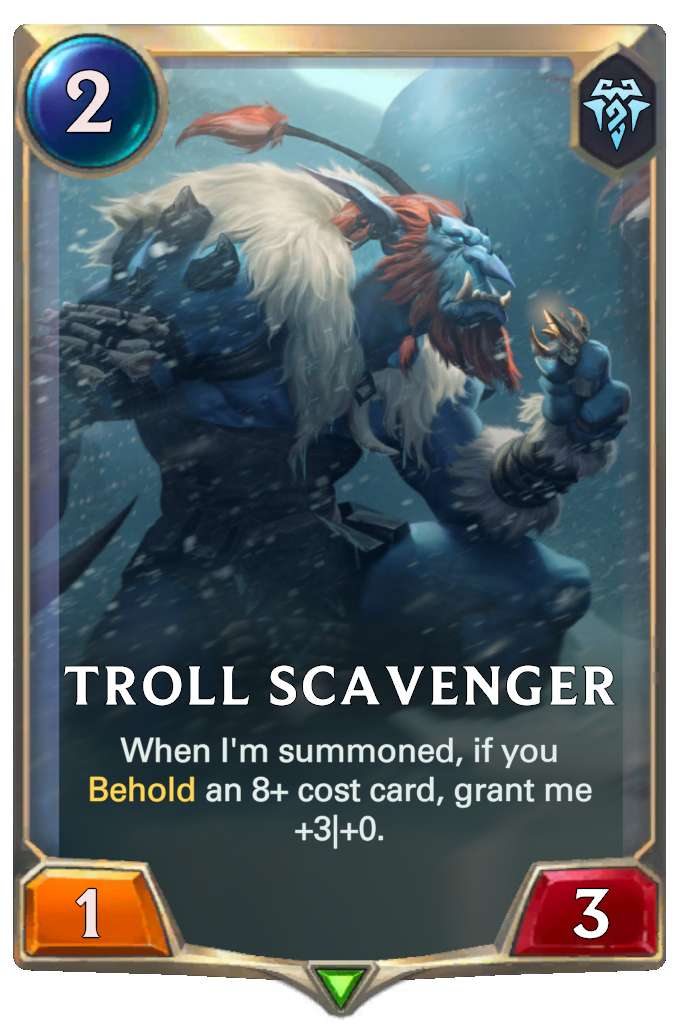 2
TROLL SCAVENGER
When I'm summoned, if you
Behold an 8+ cost card, grant me
+3|+0.
1 3